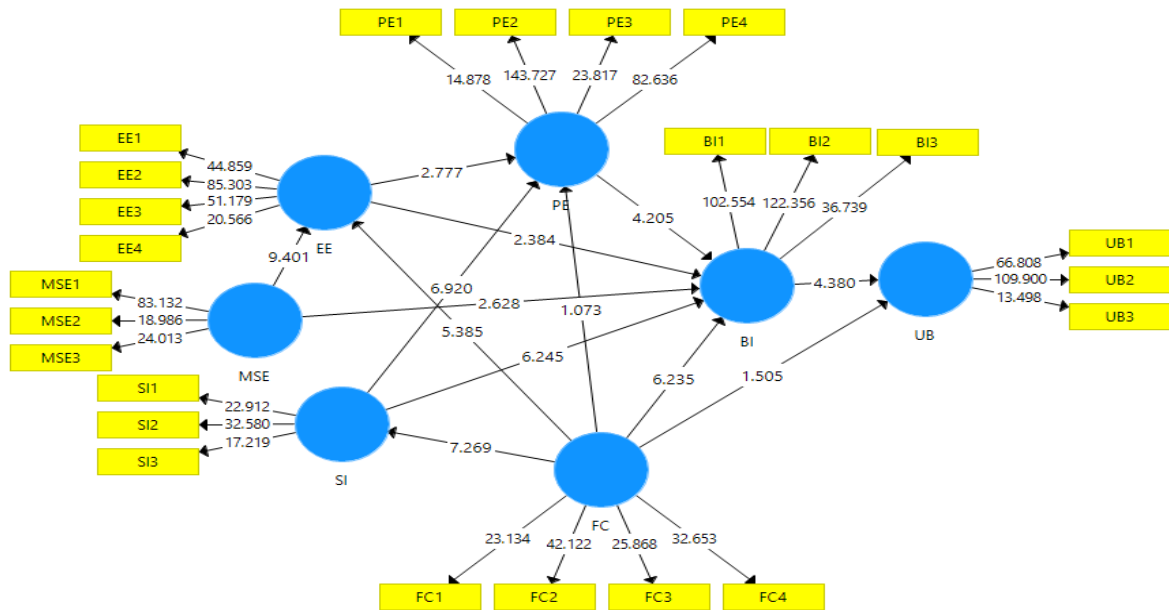 PE1 PE2 PE3 PE4
14.878 143.727 23.817 82.636
PE
EE1
EE2
EE3
EE4
44.859
85.303
51.179
20.566
EE
2.777
2.384
9.401
BI1 BI2 BI3
102.554 122.356 36.739
4.205
BI
MSE1
MSE2
MSE3
83.132
18.986
24.013
MSE
6.920
2.628
5.385
1.073
6.245
6.235
4.380
1.505
UB1
UB2
UB3
66.808
109.900
13.498
UB
SI1
SI2
SI3
22.912
32.580
17.219
SI
7.269
FC
23.134 42.122 25.868 32.653
FC1 FC2 FC3 FC4